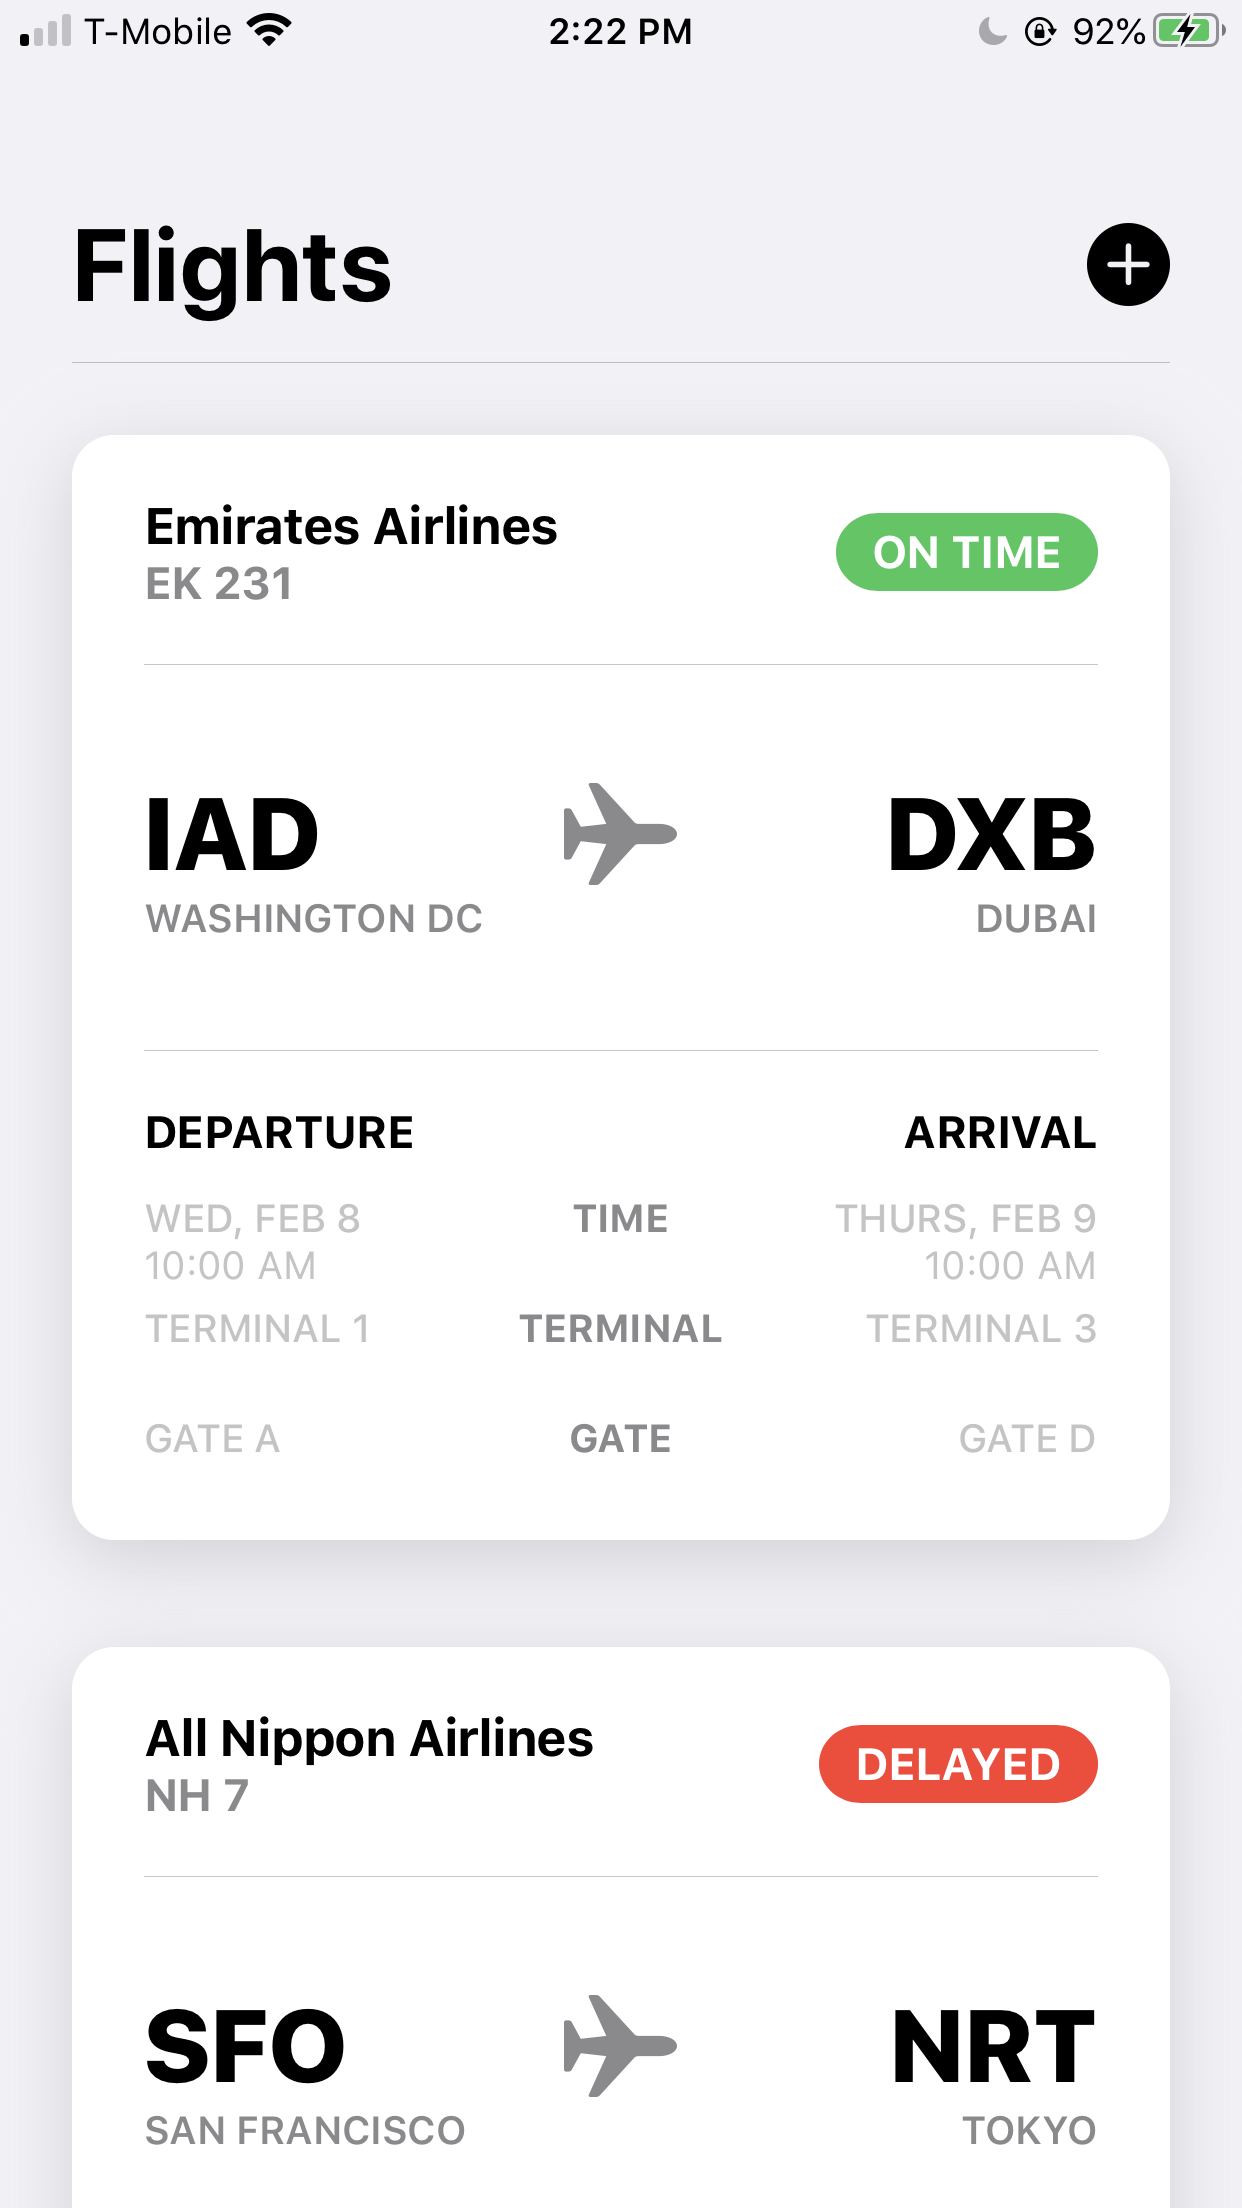 T-Mobile 2:22 PM 92%
Flights
Emirates Airlines
EK 231
ON TIME
IAD DXB
WASHINGTON DC DUBAI
DEPARTURE ARRIVAL
WED, FEB 8 TIME THURS, FEB 9
10:00 AM 10:00 AM
TERMINAL 1 TERMINAL TERMINAL 3
GATE A GATE GATE D
All Nippon Airlines
NH 7
DELAYED
SFO NRT
SAN FRANCISCO TOKYO